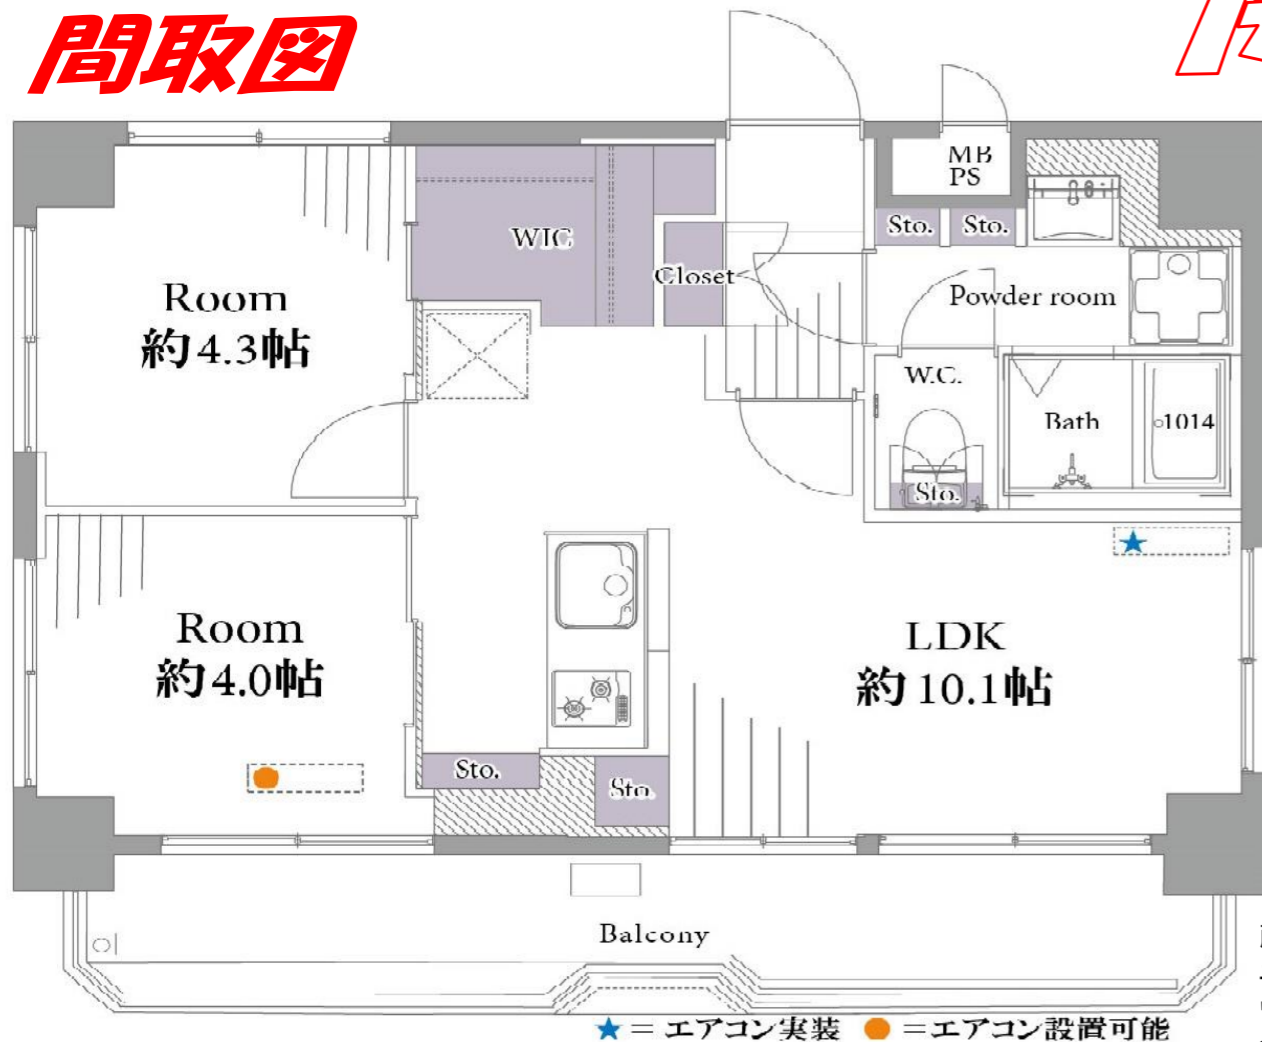 間取図
MB
PS
Sto.
Sto.
WIC
Closet
Powder room
Room
約4.3帖
W.C.
Bath
1014
Sto.
Room
約4.0帖
LDK
約10.1帖
Sto.
Sto.
Balcony
★＝エアコン実装 ●＝エアコン設置可能